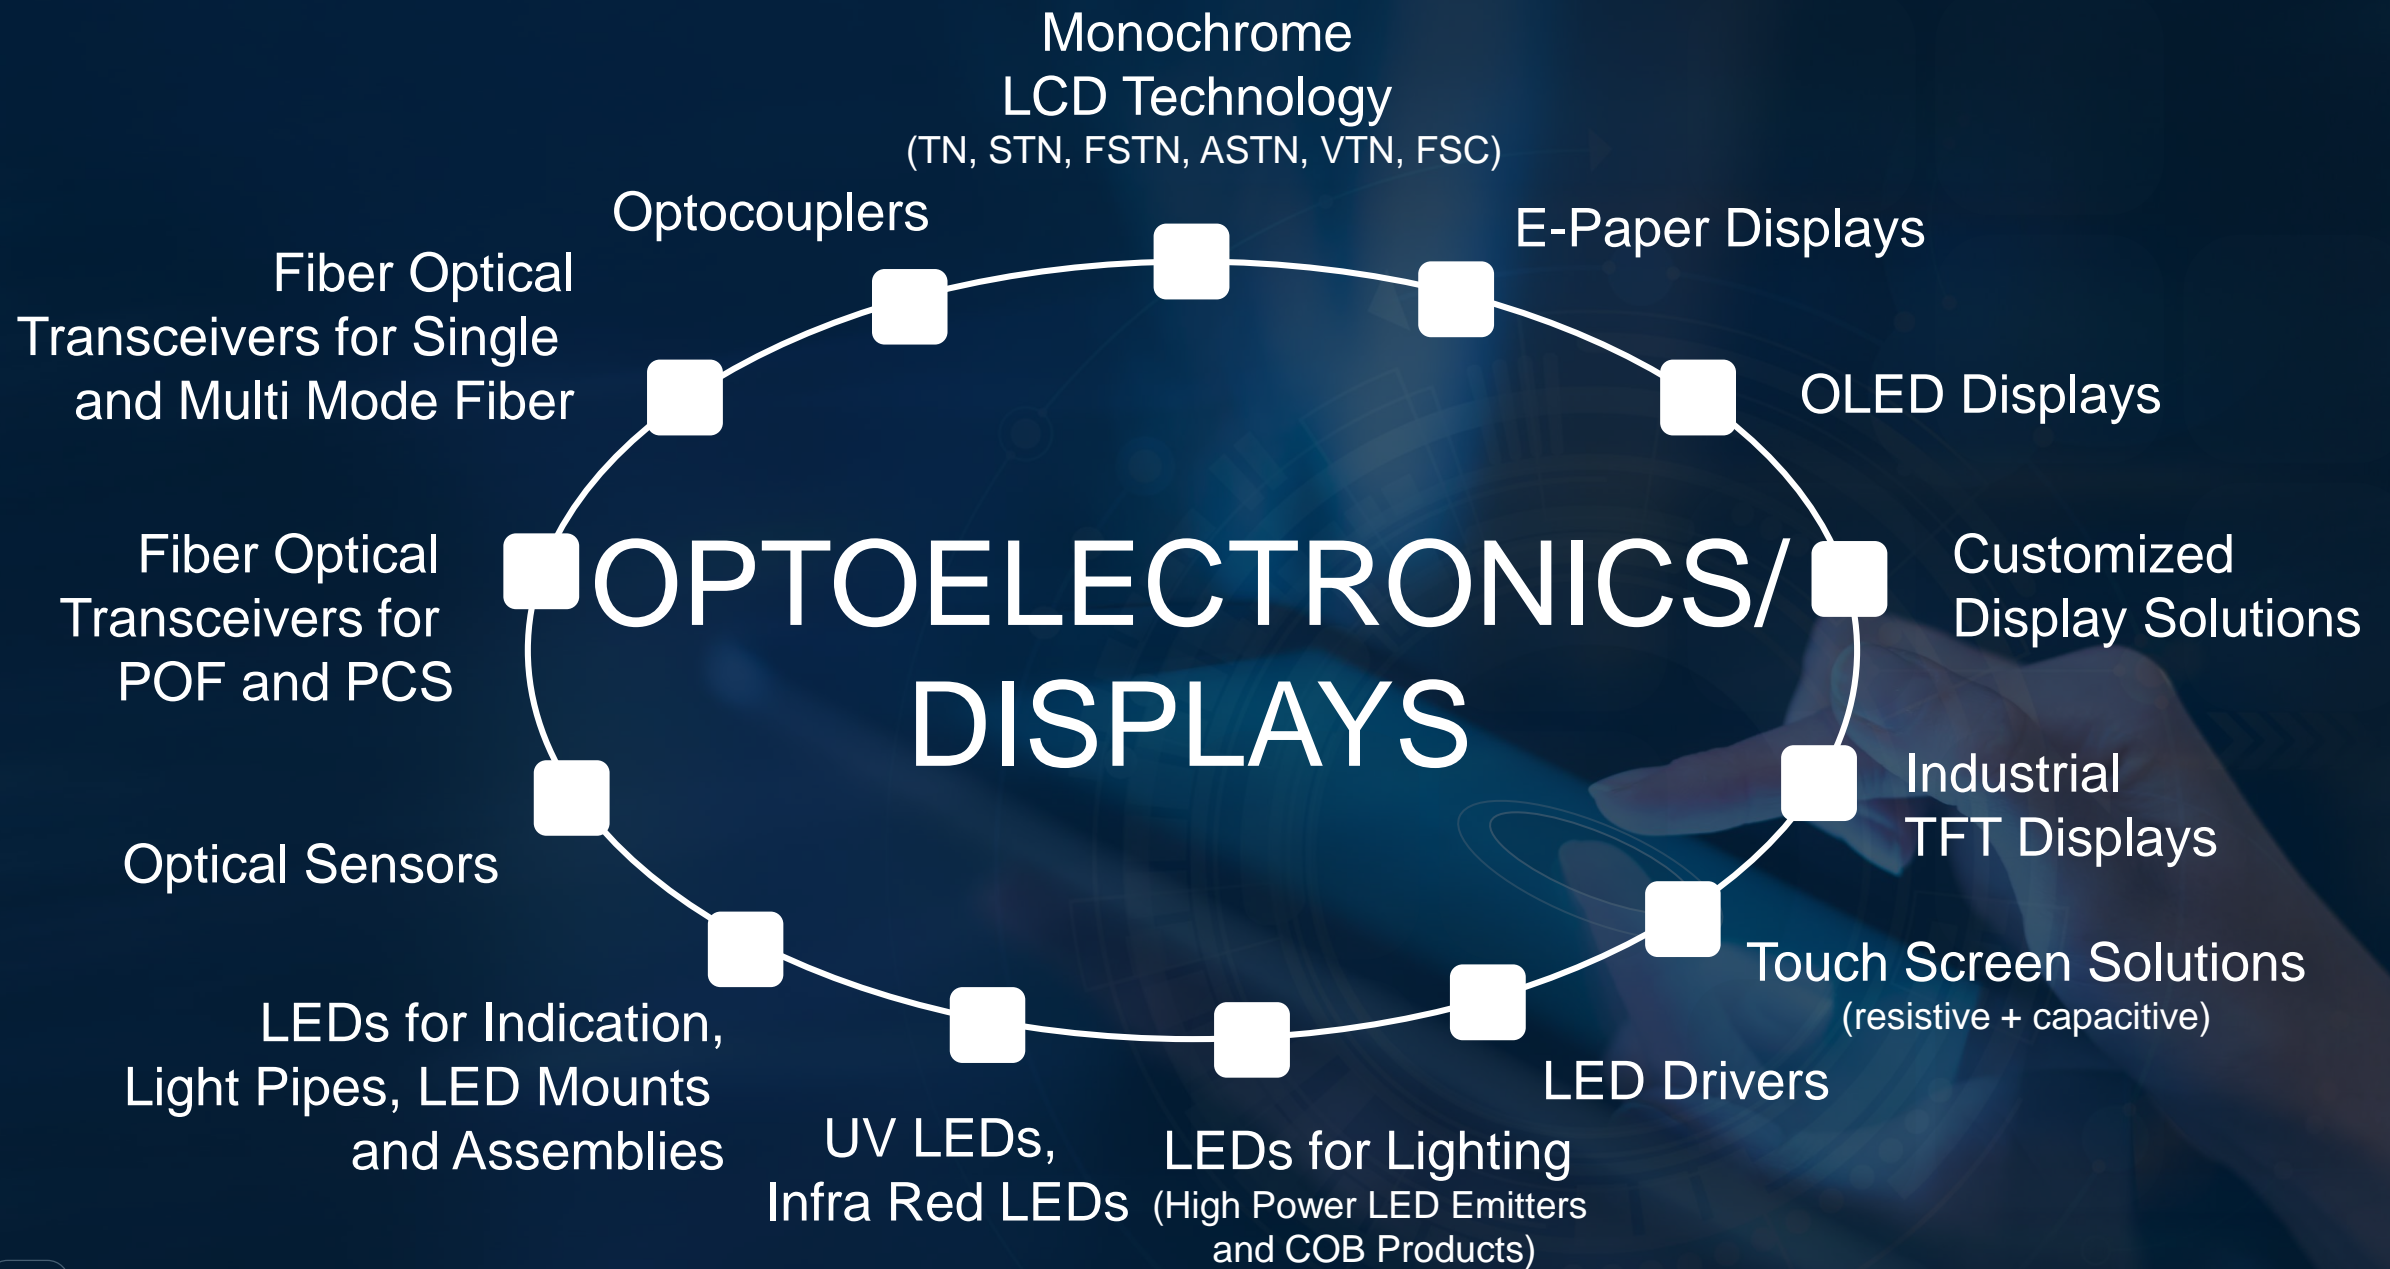 Monochrome
LCD Technology
(TN, STN, FSTN, ASTN, VTN, FSC)
E-Paper Displays
OLED Displays
Customized
Display Solutions
Industrial
TFT Displays
Touch Screen Solutions
(resistive + capacitive)
LED Drivers
LEDs for Lighting
(High Power LED Emitters
and COB Products)
UV LEDs,
Infra Red LEDs
LEDs for Indication,
Light Pipes, LED Mounts
and Assemblies
Optical Sensors
Fiber Optical
Transceivers for
POF and PCS
Fiber Optical
Transceivers for Single
and Multi Mode Fiber
Optocouplers
OPTOELECTRONICS/
DISPLAYS